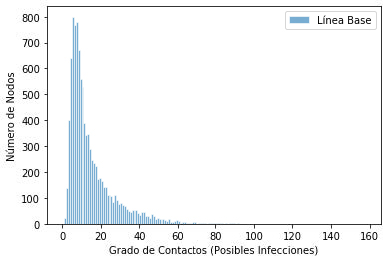 Línea Base
Número de Nodos
800
700
600
500
400
300
200
100
0
0 20 40 60 80 100 120 140 160
Grado de Contactos (Posibles Infecciones)